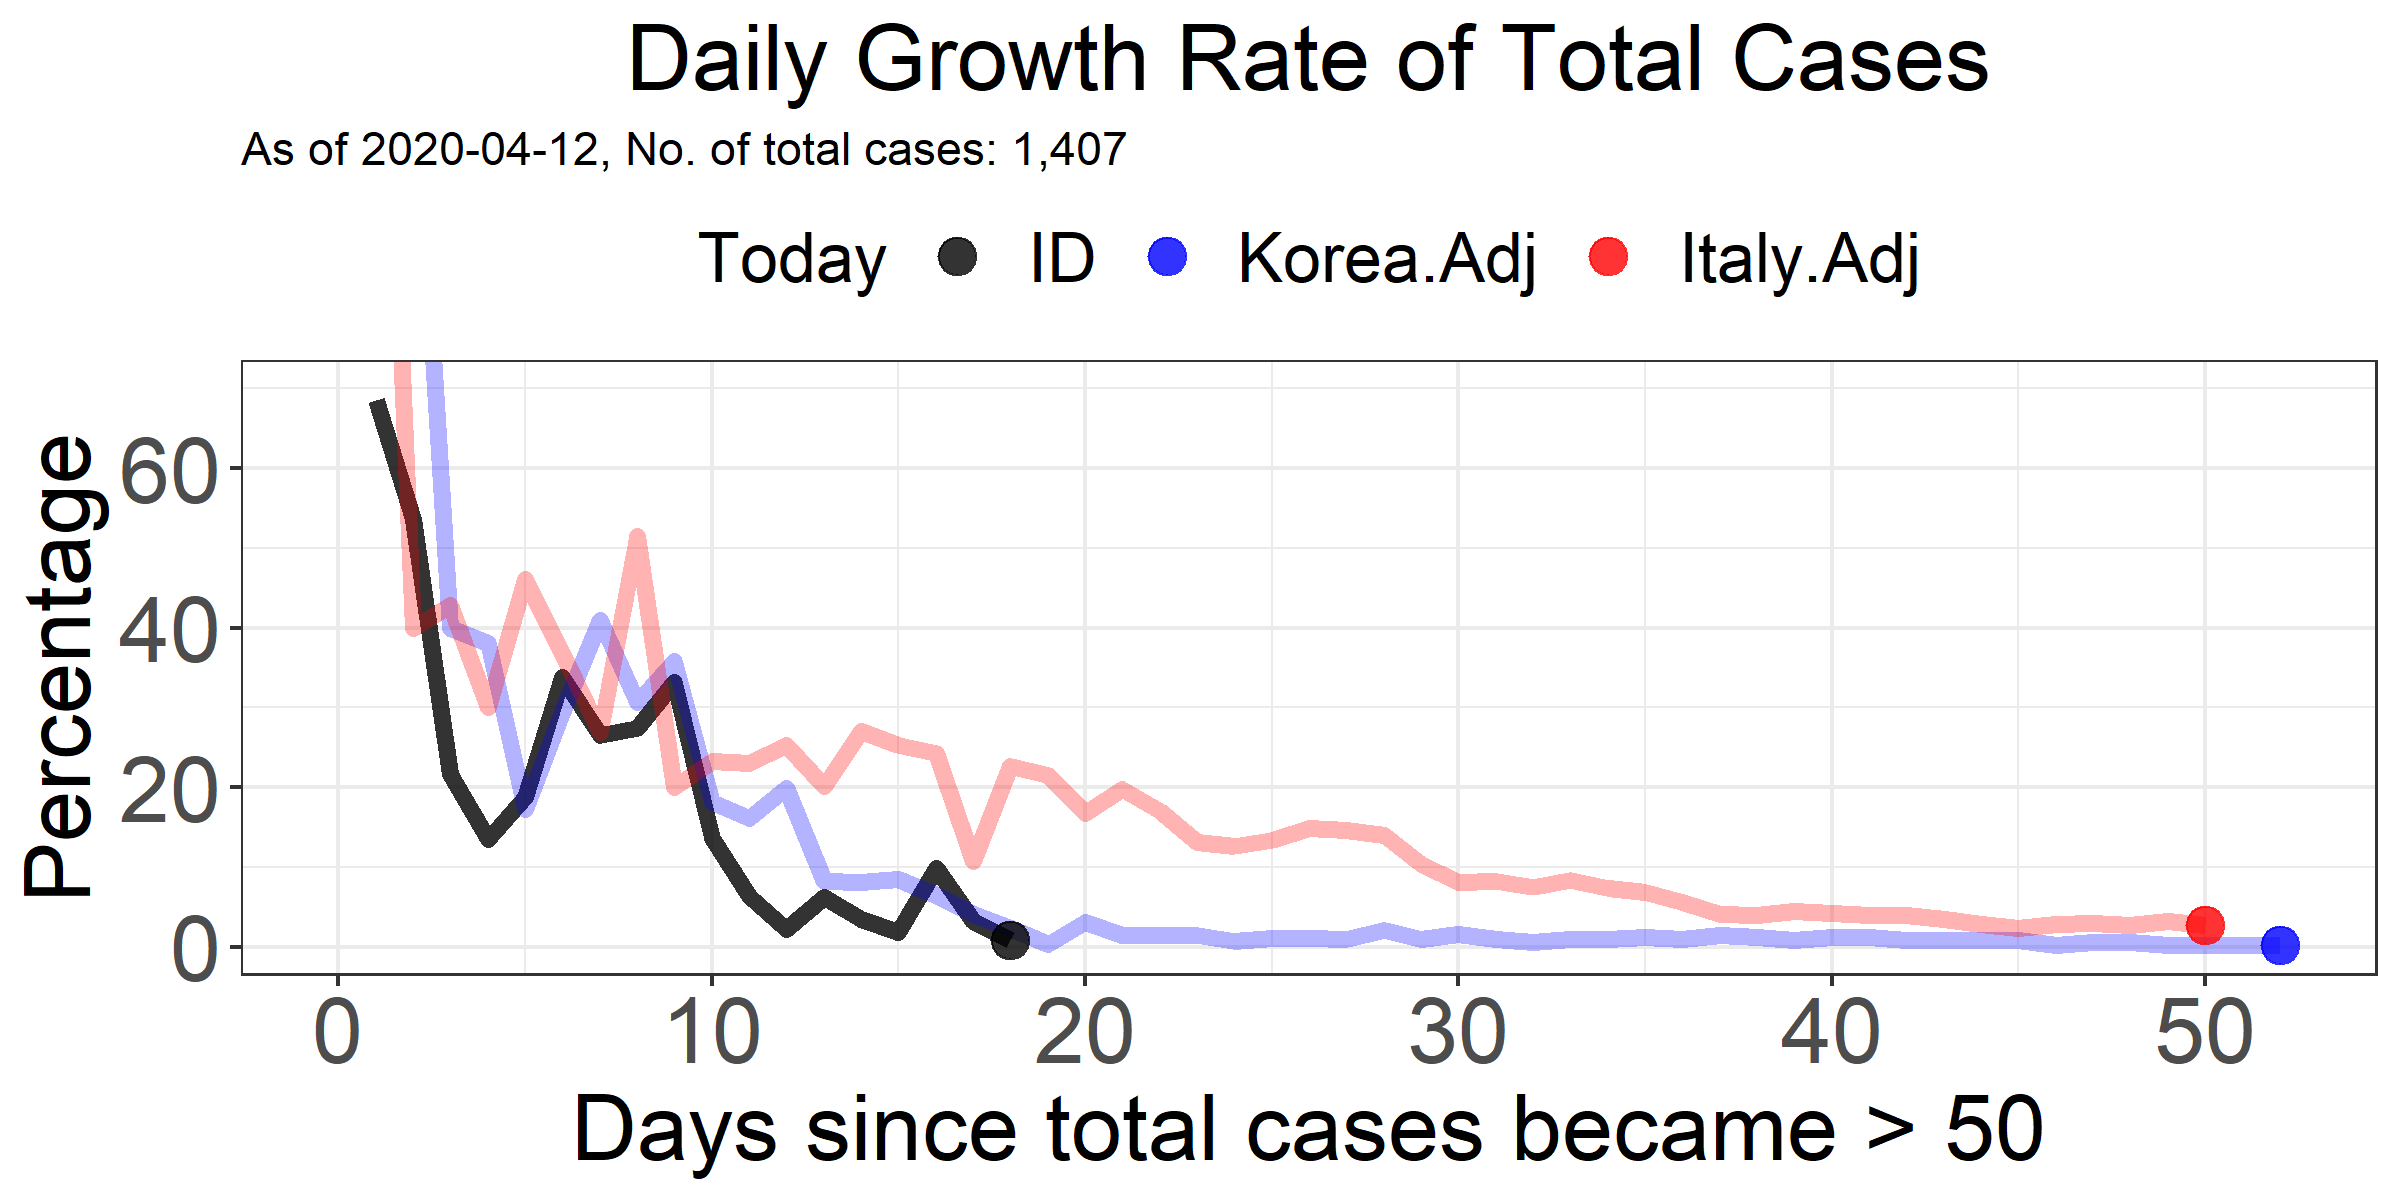 Daily Growth Rate of Total Cases
As of 2020-04-12, No. of total cases: 1,407
Today ID Korea.Adj Italy.Adj
Percentage
60
40
20
0
0 10 20 30 40 50
Days since total cases became > 50